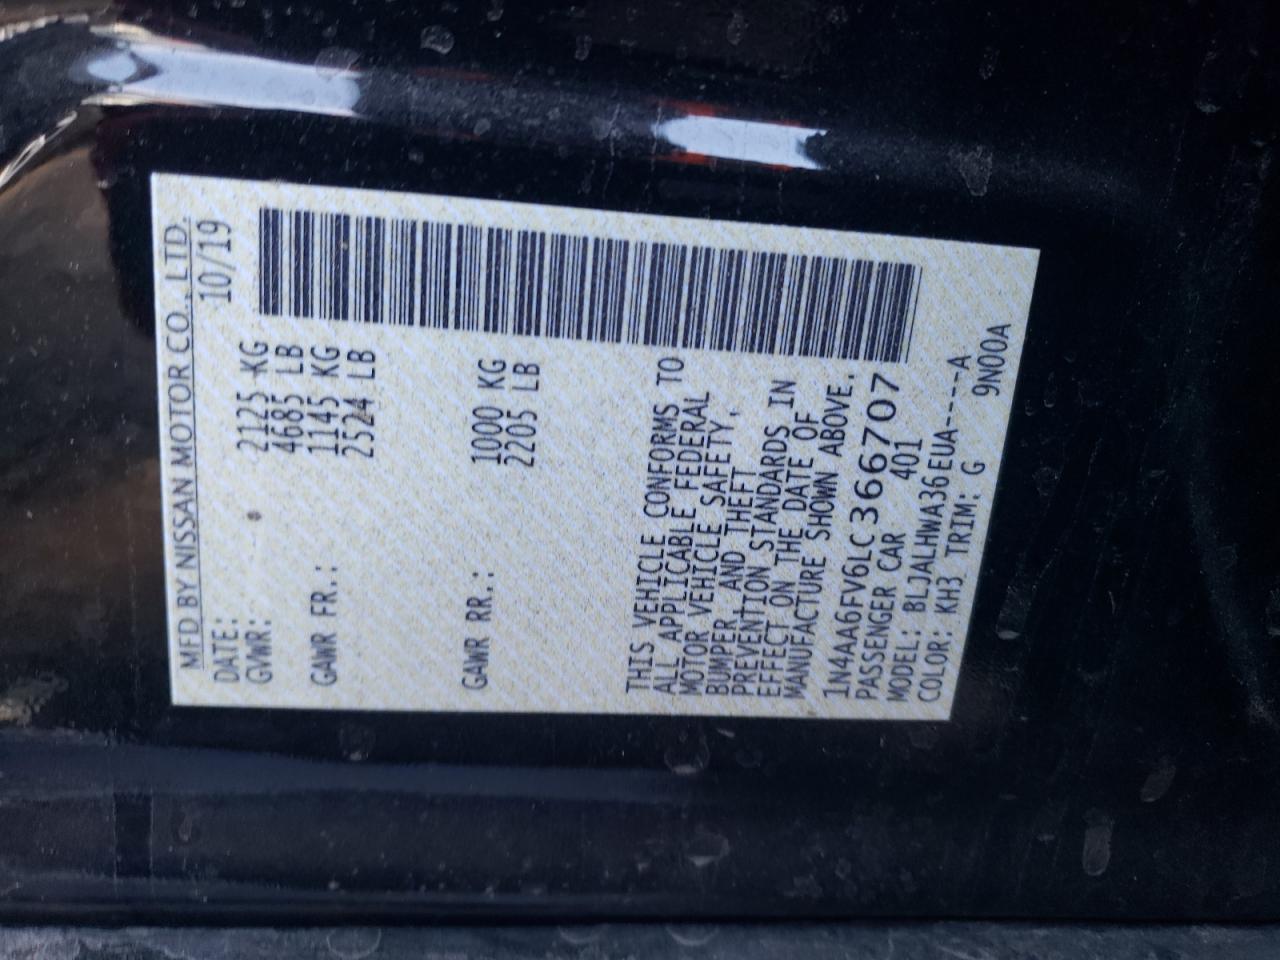 MFD BY NISSAN MOTOR CO., LTD.
DATE: 10/19
GVWR: 2125 KG
4685 LB
GAWR FR.: 1145 KG
2524 LB
GAWR RR.: 1000 KG
2205 LB
THIS VEHICLE CONFORMS TO
ALL APPLICABLE FEDERAL
MOTOR VEHICLE SAFETY,
BUMPER AND THEFT
PREVENTION STANDARDS IN
EFFECT ON THE DATE OF
MANUFACTURE SHOWN ABOVE.
1N4AA6FV6LC366707
PASSENGER CAR 401
MODEL: BLJALHWA36EUA----A
COLOR: KH3 TRIM: G 9N00A